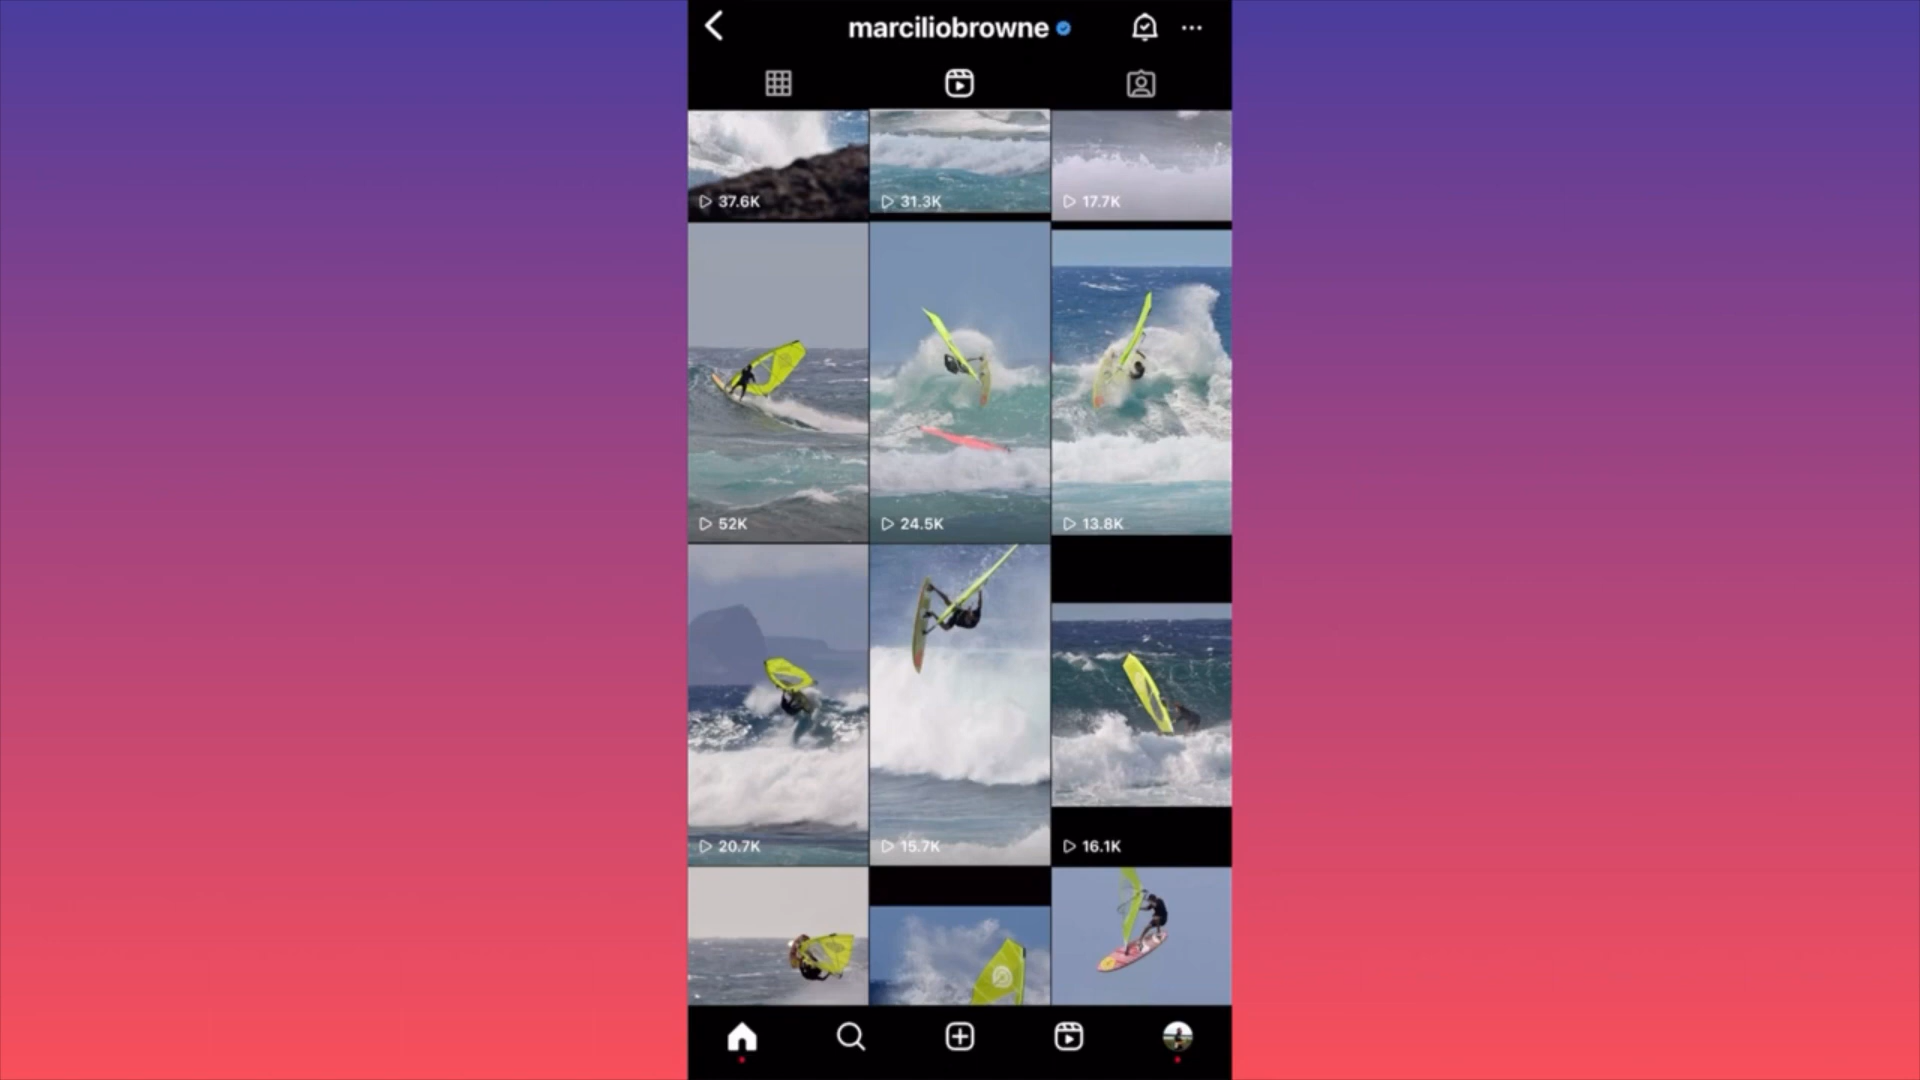 marciliobrowne
37.6K
31.3K
17.7K
52K
24.5K
13.8K
20.7K
15.7K
16.1K